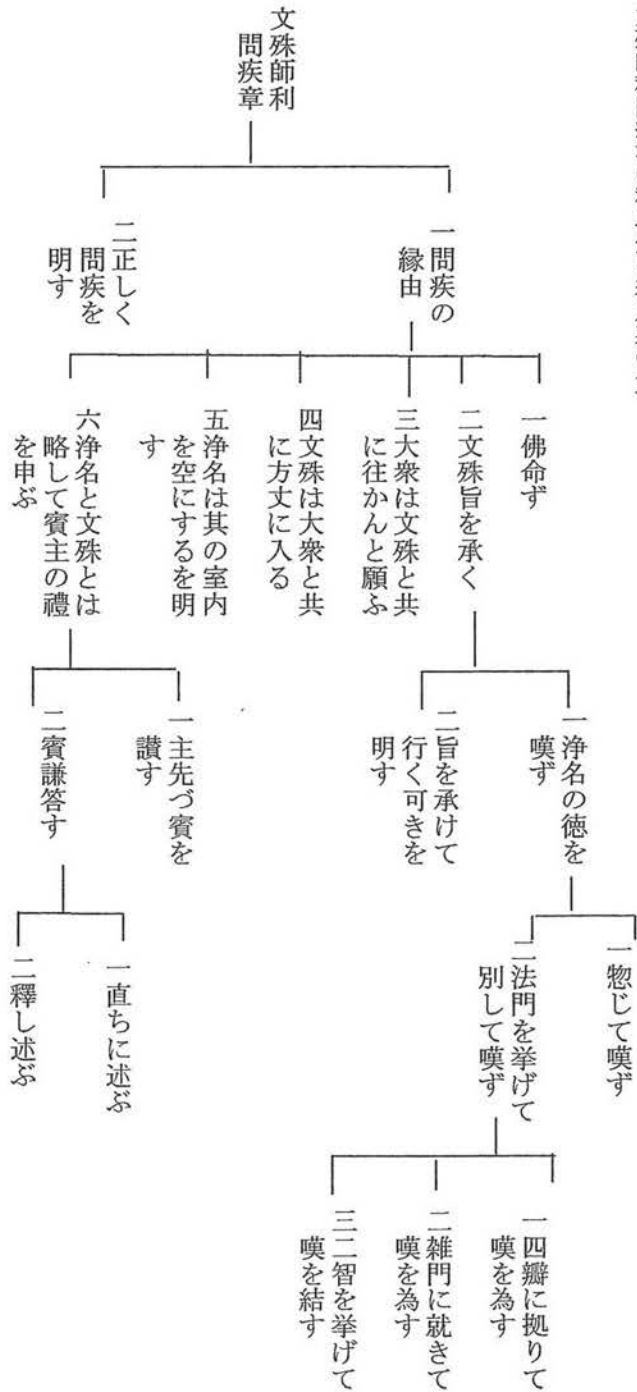 文殊師利
問疾章
一問疾の
縁由
二正しく
問疾を
明す
一佛命ず
二文殊旨を承く
三大衆は文殊と共
に往かんと願ふ
四文殊は大衆と共
に方丈に入る
五浄名は其の室内
を空にするを明
す
六浄名と文殊とは
略して賓主の禮
を申ぶ
一浄名の徳を
嘆ず
二旨を承けて
行く可きを
明す
一主先づ賓を
讃す
二賓謙答す
一惣じて嘆ず
二法門を挙げて
別して嘆ず
一直ちに述ぶ
二釋し述ぶ
一四瓣に拠りて
嘆を為す
二雑門に就きて
嘆を為す
三二智を挙げて
嘆を結す